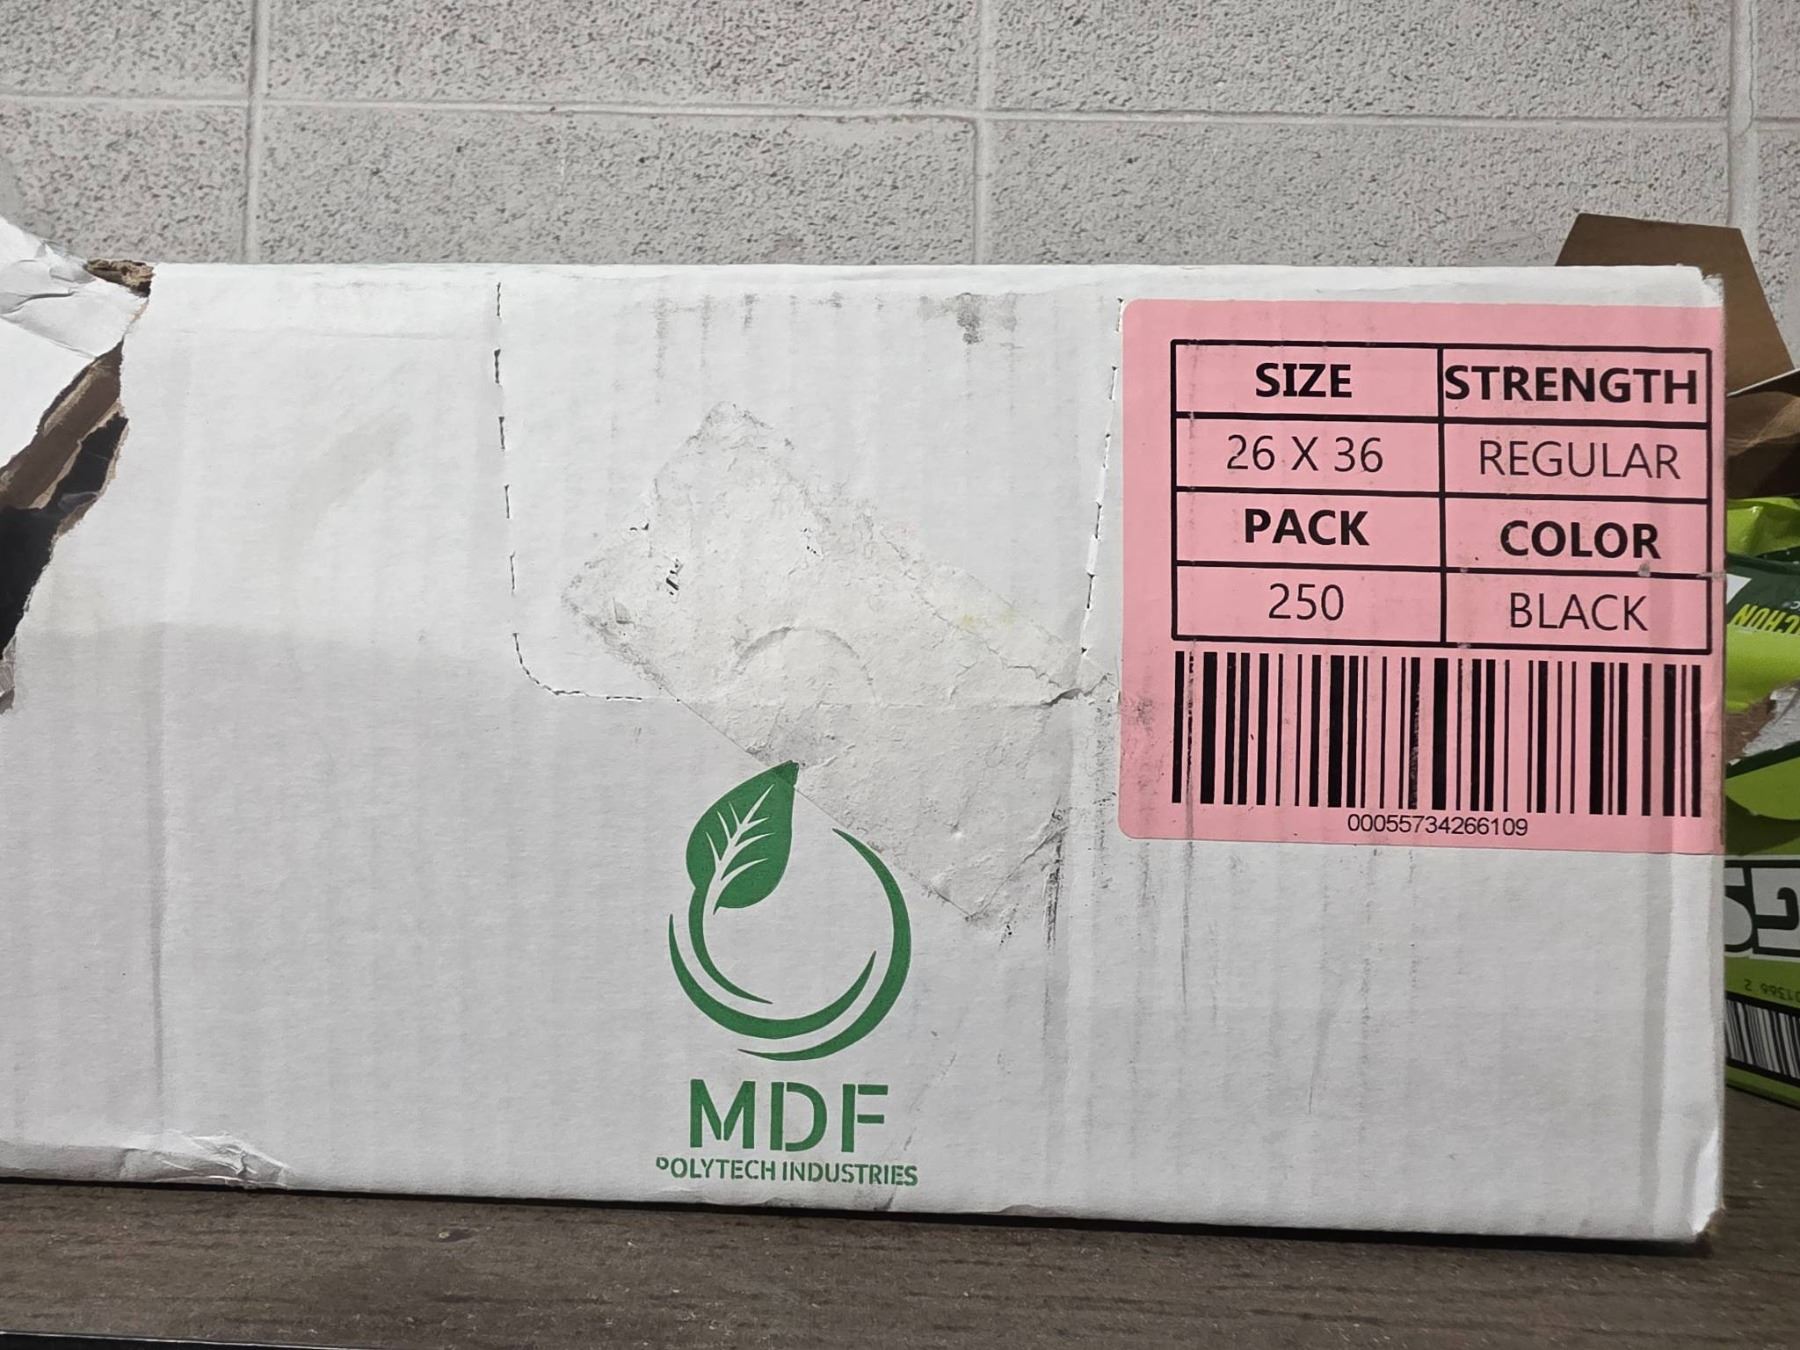 SIZE STRENGTH
26 X 36 REGULAR
PACK COLOR
250 BLACK
00055734266109
MDF
POLYTECH INDUSTRIES